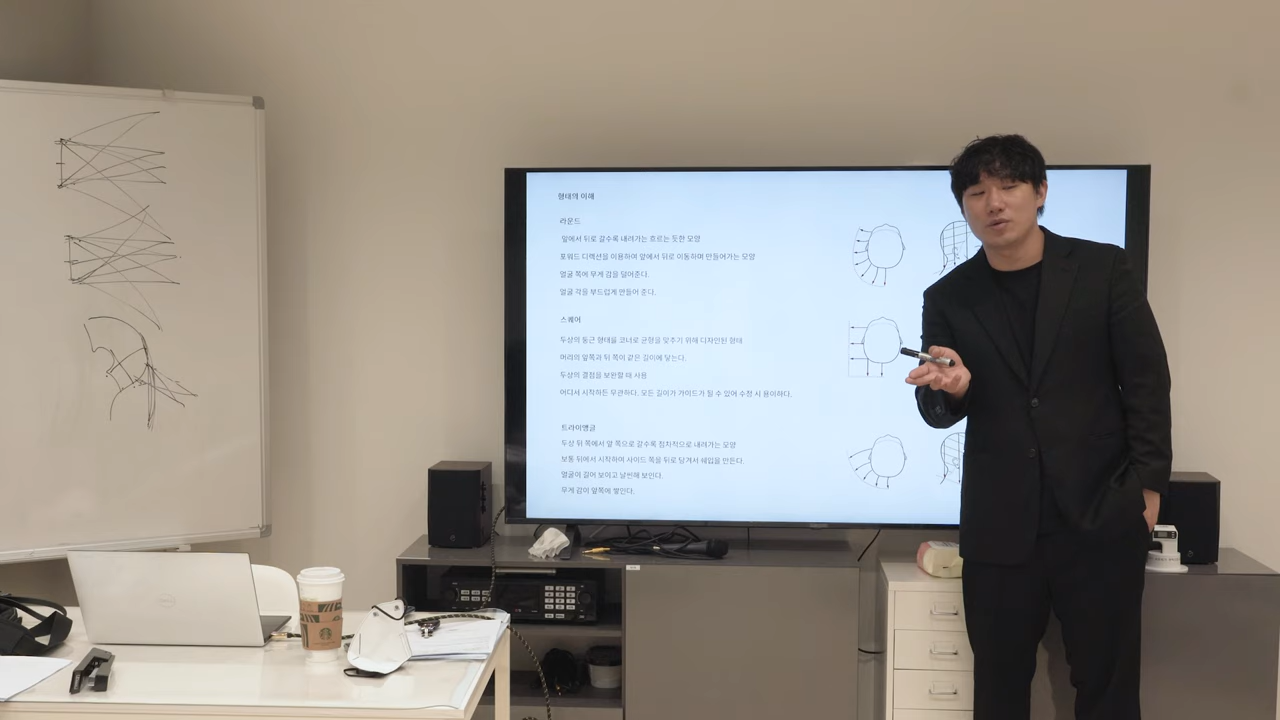 형태의 이해
라운드
앞에서 뒤로 갈수록 내려가는 흐르는 듯한 모양
포워드 디렉션을 이용하여 앞에서 뒤로 이동하며 만들어가는 모양
얼굴 쪽에 무게 감을 덜어준다.
얼굴 각을 부드럽게 만들어 준다.
스퀘어
두상의 둥근 형태를 코너로 균형을 맞추기 위해 디자인된 형태
머리의 앞쪽과 뒤 쪽이 같은 길이에 닿는다.
두상의 결점을 보완할 때 사용
어디서 시작하든 무관하다. 모든 길이가 가이드가 될 수 있어 수정 시 용이하다.
트라이앵글
두상 뒤 쪽에서 앞 쪽으로 갈수록 점차적으로 내려가는 모양
보통 뒤에서 시작하여 사이드 쪽을 뒤로 당겨서 쉐입을 만든다.
얼굴이 길어 보이고 날씬해 보인다.
무게 감이 앞쪽에 쌓인다.